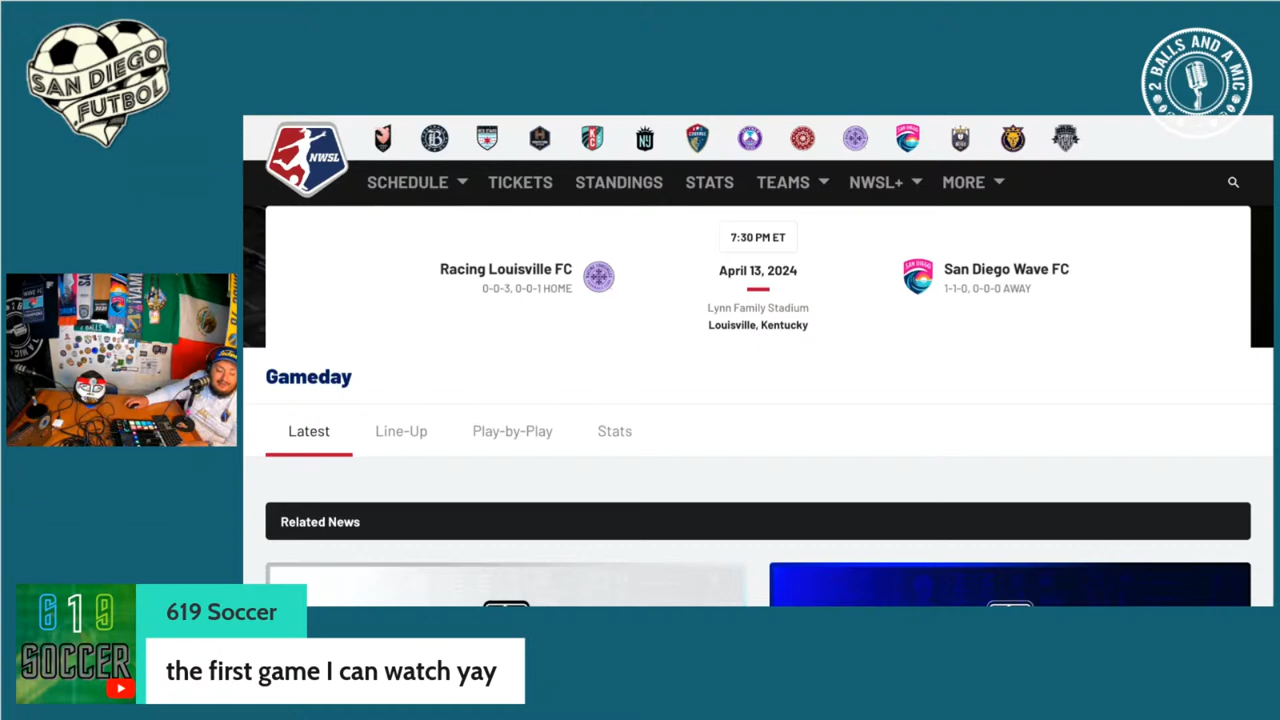 SAN DIEGO
FUTBOL
2 BALLS AND A MIC
NWSL
SCHEDULE TICKETS STANDINGS STATS TEAMS NWSL+ MORE
7:30 PM ET
Racing Louisville FC
0-0-3, 0-0-1 HOME
April 13, 2024
San Diego Wave FC
1-1-0, 0-0-0 AWAY
Lynn Family Stadium
Louisville, Kentucky
Gameday
Latest Line-Up Play-by-Play Stats
Related News
619
SOCCER
619 Soccer
the first game I can watch yay